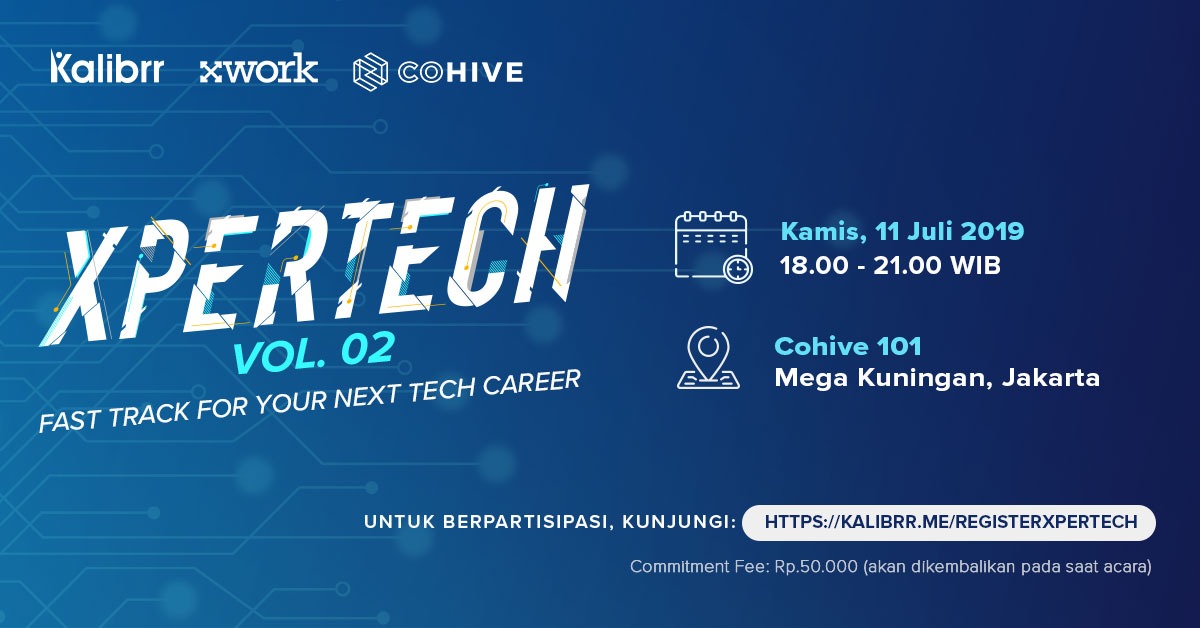 Kalibrr xwork COHIVE
XPERTECH
VOL. 02
FAST TRACK FOR YOUR NEXT TECH CAREER
Kamis, 11 Juli 2019
18.00 - 21.00 WIB
Cohive 101
Mega Kuningan, Jakarta
UNTUK BERPARTISIPASI, KUNJUNGI: HTTPS://KALIBRR.ME/REGISTERXPERTECH
Commitment Fee: Rp.50.000 (akan dikembalikan pada saat acara)